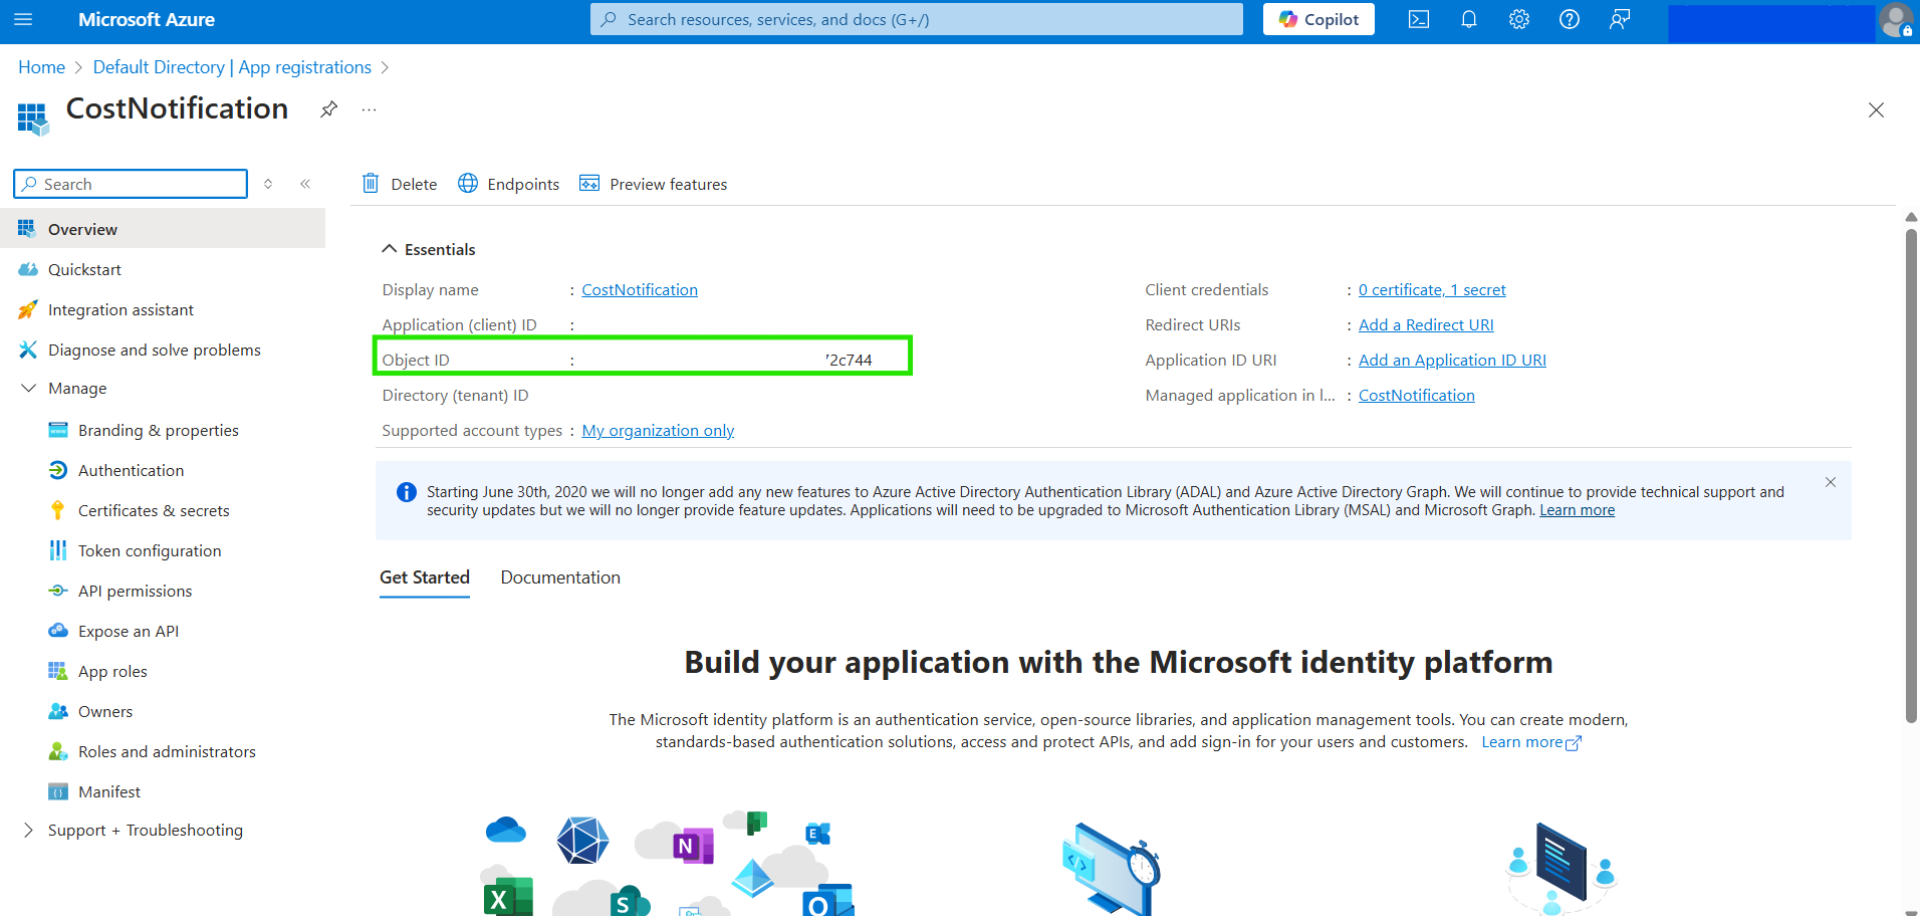 Microsoft Azure
Search resources, services, and docs (G+/)
Copilot
Home > Default Directory | App registrations >
CostNotification
Search
Delete
Endpoints
Preview features
Overview
Quickstart
Integration assistant
Diagnose and solve problems
Manage
Branding & properties
Authentication
Certificates & secrets
Token configuration
API permissions
Expose an API
App roles
Owners
Roles and administrators
Manifest
Support + Troubleshooting
Essentials
Display name : CostNotification
Application (client) ID :
Object ID : 2c744
Directory (tenant) ID
Supported account types : My organization only
Client credentials : 0 certificate, 1 secret
Redirect URIs : Add a Redirect URI
Application ID URI : Add an Application ID URI
Managed application in l... : CostNotification
Starting June 30th, 2020 we will no longer add any new features to Azure Active Directory Authentication Library (ADAL) and Azure Active Directory Graph. We will continue to provide technical support and
security updates but we will no longer provide feature updates. Applications will need to be upgraded to Microsoft Authentication Library (MSAL) and Microsoft Graph. Learn more
Get Started
Documentation
Build your application with the Microsoft identity platform
The Microsoft identity platform is an authentication service, open-source libraries, and application management tools. You can create modern,
standards-based authentication solutions, access and protect APIs, and add sign-in for your users and customers. Learn more
N
E
X
S
O